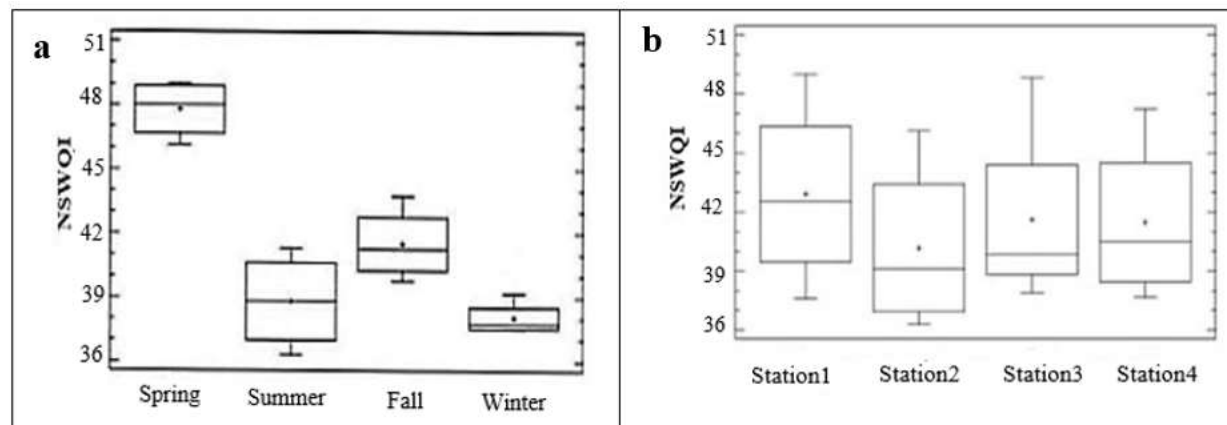 a
NSWQI
51
48
45
42
39
36
Spring Summer Fall Winter
b
NSWQI
51
48
45
42
39
36
Station1 Station2 Station3 Station4